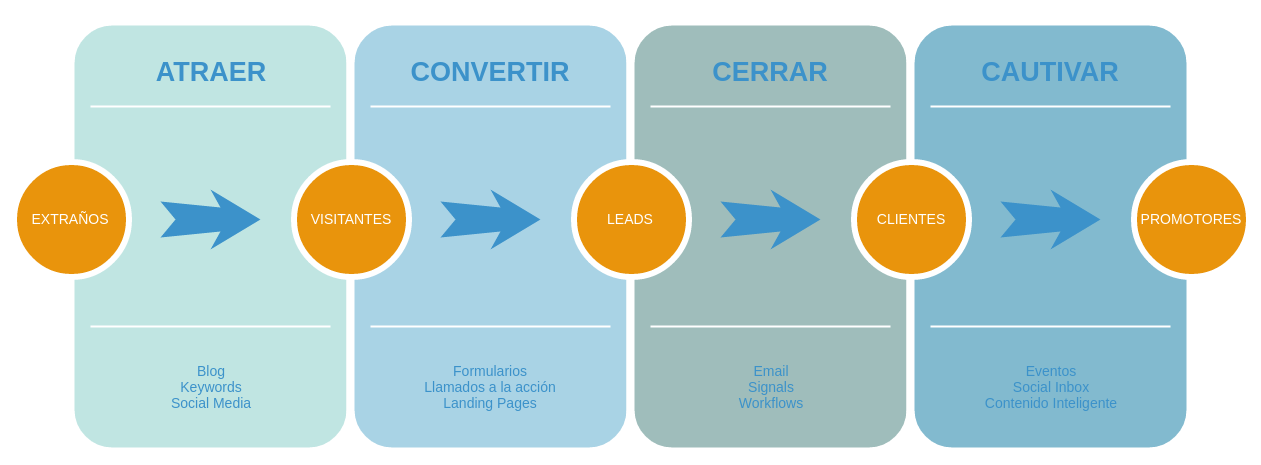 ATRAER
CONVERTIR
CERRAR
CAUTIVAR
EXTRAÑOS
VISITANTES
LEADS
CLIENTES
PROMOTORES
Blog
Keywords
Social Media
Formularios
Llamados a la acción
Landing Pages
Email
Signals
Workflows
Eventos
Social Inbox
Contenido Inteligente